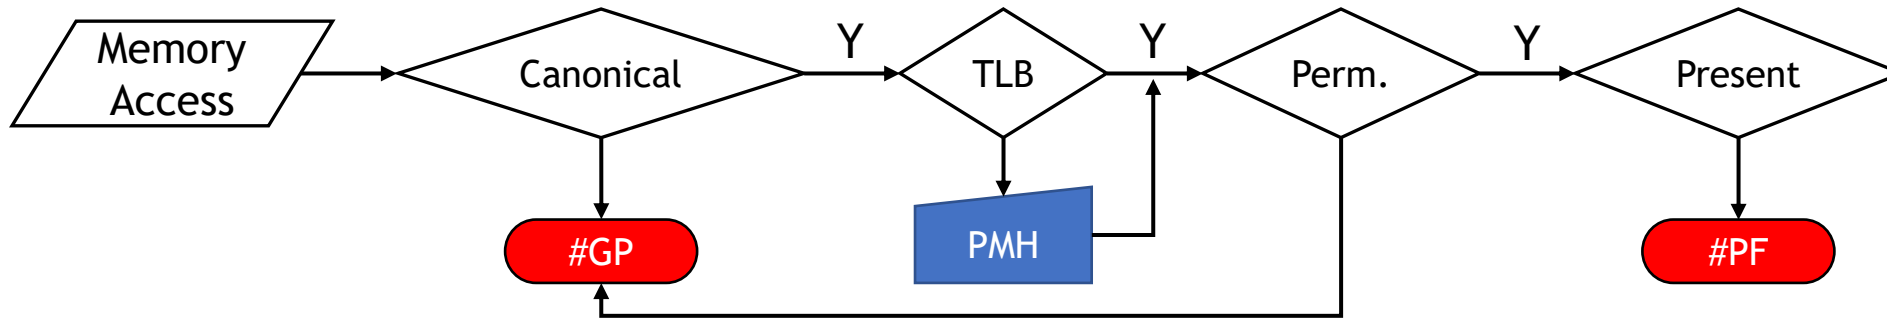 Memory
Access
Canonical
Y
TLB
Y
Perm.
Y
Present
#GP
PMH
#PF